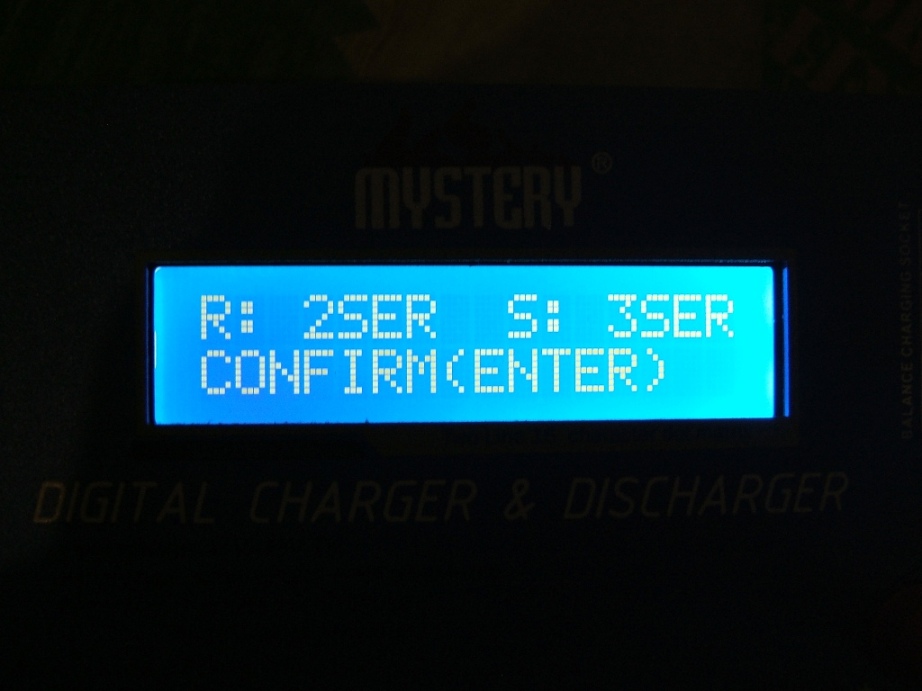 MYSTERY®
R: 2SER S: 3SER
CONFIRM(ENTER)
DIGITAL CHARGER & DISCHARGER
BALANCE CHARGING SOCKET